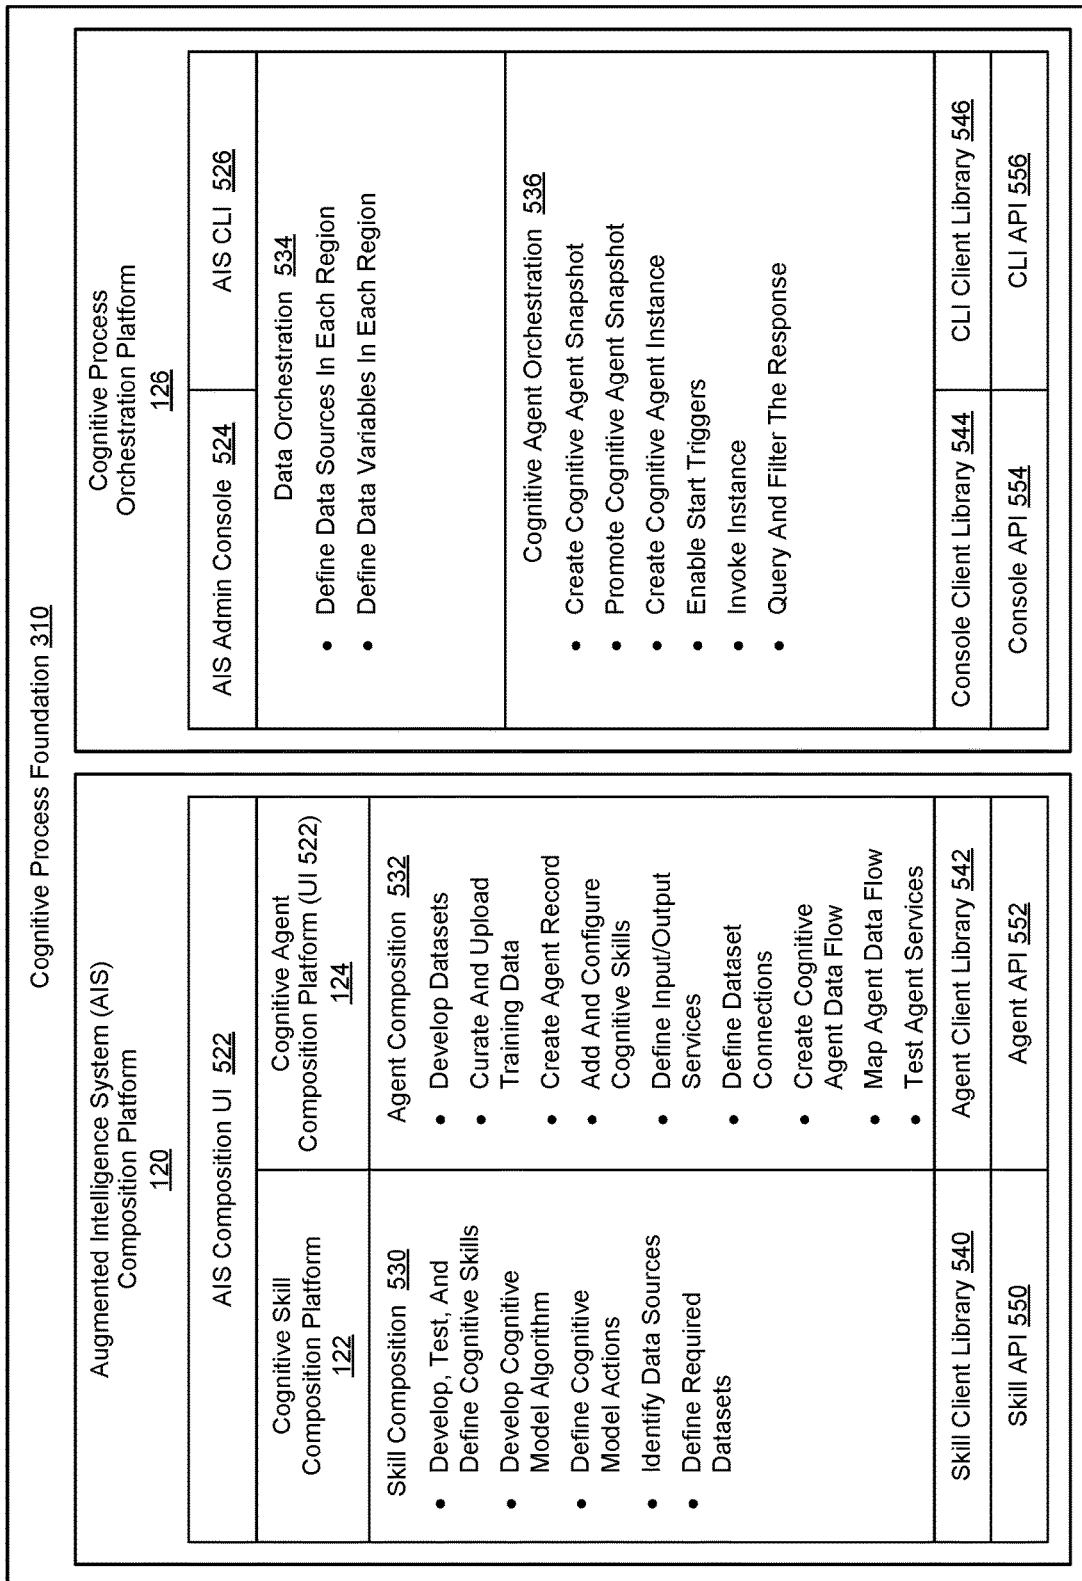 Cognitive Process Foundation 310
Augmented Intelligence System (AIS)
Composition Platform
120
AIS Composition UI 522
Cognitive Skill
Composition Platform
122
Skill Composition 530
• Develop, Test, And
Define Cognitive Skills
• Develop Cognitive
Model Algorithm
• Define Cognitive
Model Actions
• Identify Data Sources
• Define Required
Datasets
Skill Client Library 540
Skill API 550
Cognitive Agent
Composition Platform (UI 522)
124
Agent Composition 532
• Develop Datasets
• Curate And Upload
Training Data
• Create Agent Record
• Add And Configure
Cognitive Skills
• Define Input/Output
Services
• Define Dataset
Connections
• Create Cognitive
Agent Data Flow
• Map Agent Data Flow
• Test Agent Services
Agent Client Library 542
Agent API 552
Cognitive Process
Orchestration Platform
126
AIS Admin Console 524
AIS CLI 526
Data Orchestration 534
• Define Data Sources In Each Region
• Define Data Variables In Each Region
Cognitive Agent Orchestration 536
• Create Cognitive Agent Snapshot
• Promote Cognitive Agent Snapshot
• Create Cognitive Agent Instance
• Enable Start Triggers
• Invoke Instance
• Query And Filter The Response
Console Client Library 544
CLI Client Library 546
Console API 554
CLI API 556